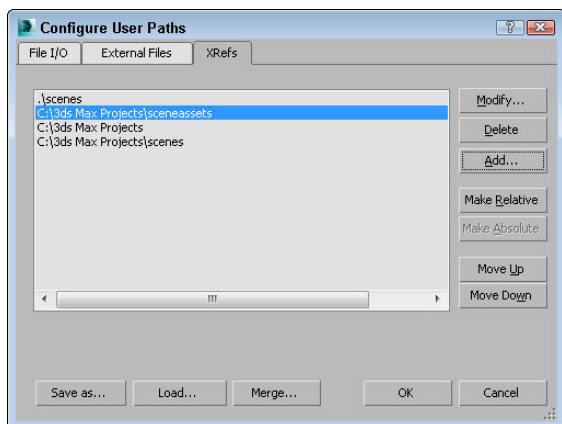 Configure User Paths
File I/O External Files XRefs
.\scenes
C:\3ds Max Projects\sceneassets
C:\3ds Max Projects
C:\3ds Max Projects\scenes
Modify...
Delete
Add...
Make Relative
Make Absolute
Move Up
Move Down
Save as... Load... Merge... OK Cancel